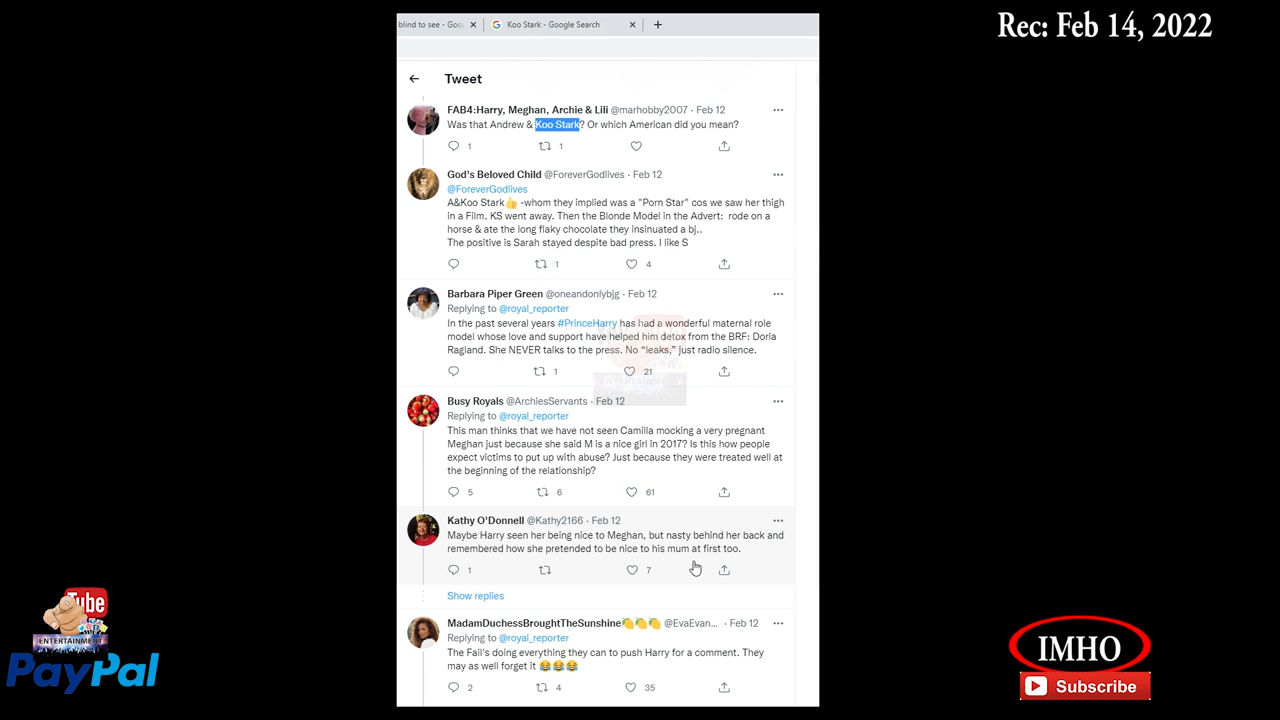 Rec: Feb 14, 2022
blind to see - Goo
Koo Stark - Google Search
Tweet
FAB4:Harry, Meghan, Archie & Lili @marhobby2007 · Feb 12
Was that Andrew & Koo Stark? Or which American did you mean?
1 1
God's Beloved Child @ForeverGodlives · Feb 12
@ForeverGodlives
A&Koo Stark👍 -whom they implied was a "Porn Star" cos we saw her thigh
in a Film. KS went away. Then the Blonde Model in the Advert: rode on a
horse & ate the long flaky chocolate they insinuated a bj..
The positive is Sarah stayed despite bad press. I like S
1 4
Barbara Piper Green @oneandonlybjg · Feb 12
Replying to @royal_reporter
In the past several years #PrinceHarry has had a wonderful maternal role
model whose love and support have helped him detox from the BRF: Doria
Ragland. She NEVER talks to the press. No “leaks,” just radio silence.
1 21
Busy Royals @ArchiesServants · Feb 12
Replying to @royal_reporter
This man thinks that we have not seen Camilla mocking a very pregnant
Meghan just because she said M is a nice girl in 2017? Is this how people
expect victims to put up with abuse? Just because they were treated well at
the beginning of the relationship?
5 6 61
Kathy O'Donnell @Kathy2166 · Feb 12
Maybe Harry seen her being nice to Meghan, but nasty behind her back and
remembered how she pretended to be nice to his mum at first too.
1 7
Show replies
MadamDuchessBroughtTheSunshine🍋🍋🍋 @EvaEvan... · Feb 12
Replying to @royal_reporter
The Fail's doing everything they can to push Harry for a comment. They
may as well forget it 😂😂😂
2 4 35
Tube
ENTERTAINMENT
PayPal
IMHO
Subscribe